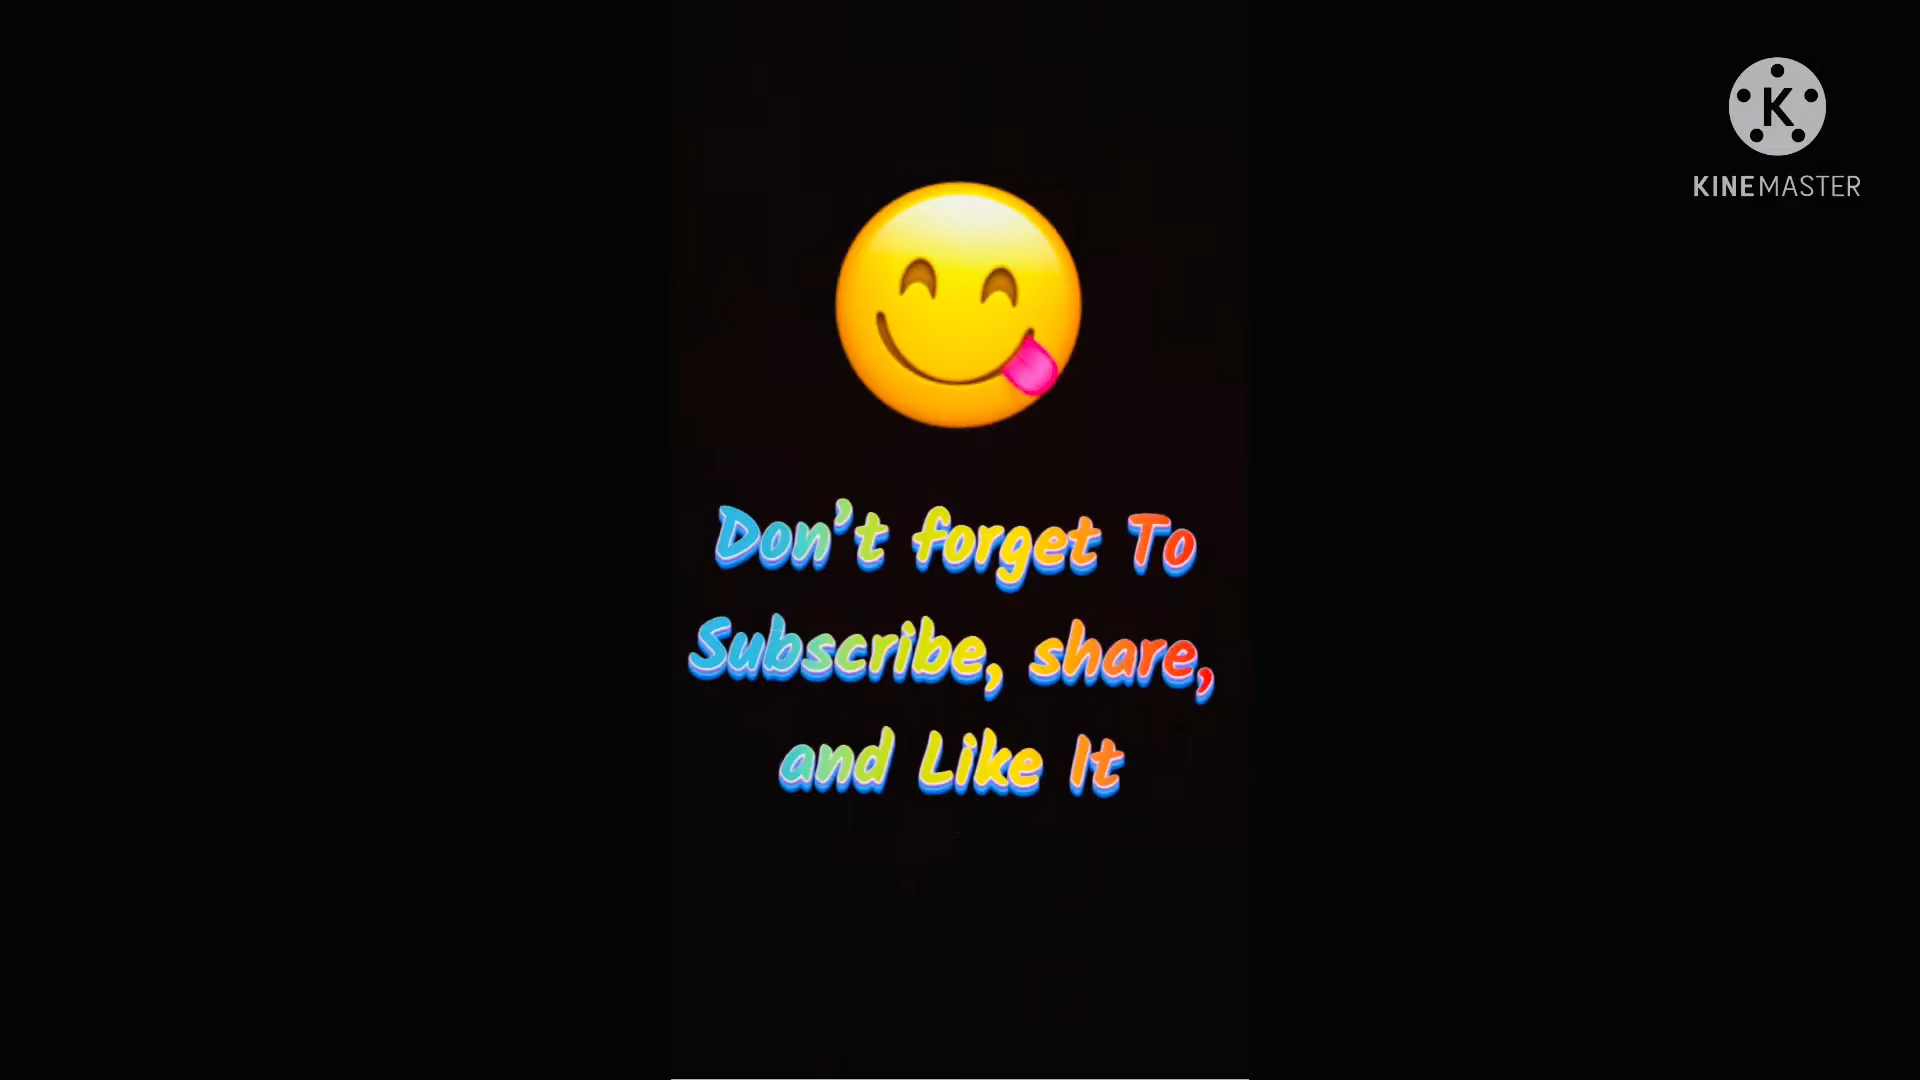 K
KINEMASTER
Don't forget To
Subscribe, share,
and Like It